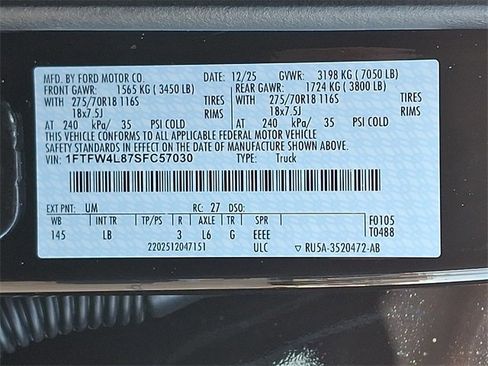 MFD. BY FORD MOTOR CO. DATE: 12/25 GVWR: 3198 KG (7050 LB)
FRONT GAWR: 1565 KG (3450 LB) REAR GAWR: 1724 KG (3800 LB)
WITH 275/70R18 116S TIRES WITH 275/70R18 116S TIRES
18x7.5J RIMS 18x7.5J RIMS
AT 240 kPa/ 35 PSI COLD AT 240 kPa/ 35 PSI COLD
THIS VEHICLE CONFORMS TO ALL APPLICABLE FEDERAL MOTOR VEHICLE
SAFETY STANDARDS IN EFFECT ON THE DATE OF MANUFACTURE SHOWN ABOVE.
VIN: 1FTFW4L87SFC57030 TYPE: Truck
EXT PNT: UM RC: 27 DSO: F0105
WB INT TR TP/PS R AXLE TR SPR T0488
145 LB 3 L6 G EEEE
2202512047151 ULC ▽ RU5A-3520472-AB